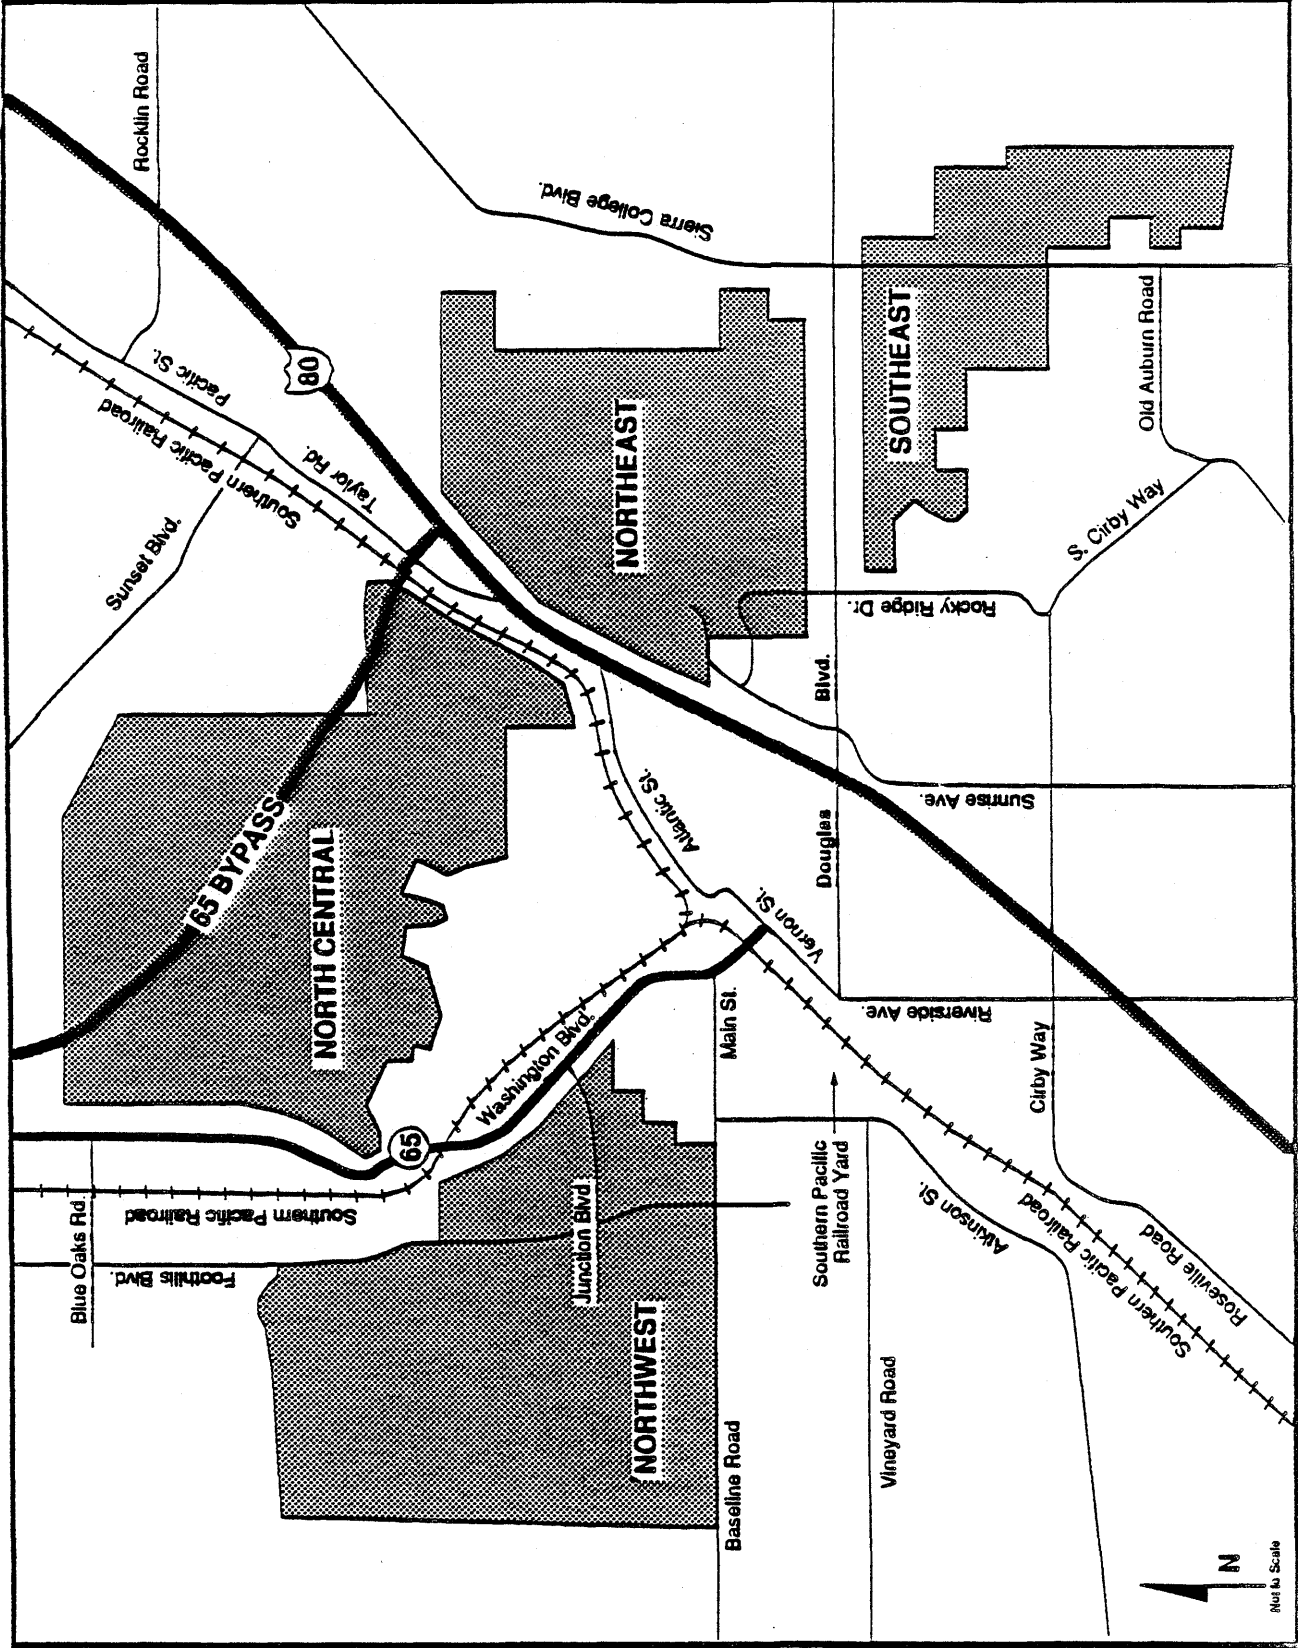 Blue Oaks Rd.
Foothills Blvd.
Southern Pacific Railroad
65
65 BYPASS
Sunset Blvd.
Southern Pacific Railroad
Pacific St.
Rocklin Road
Taylor Rd.
80
NORTH CENTRAL
Washington Blvd.
Junction Blvd.
NORTHWEST
NORTHEAST
Sierra College Blvd.
Atlantic St.
Vernon St.
Main St.
Baseline Road
Douglas
Blvd.
Southern Pacific
Railroad Yard
Vineyard Road
Atkinson St.
Riverside Ave.
Sunrise Ave.
Rocky Ridge Dr.
SOUTHEAST
Cirby Way
S. Cirby Way
Old Auburn Road
Southern Pacific Railroad
Roseville Road
N
Not to Scale